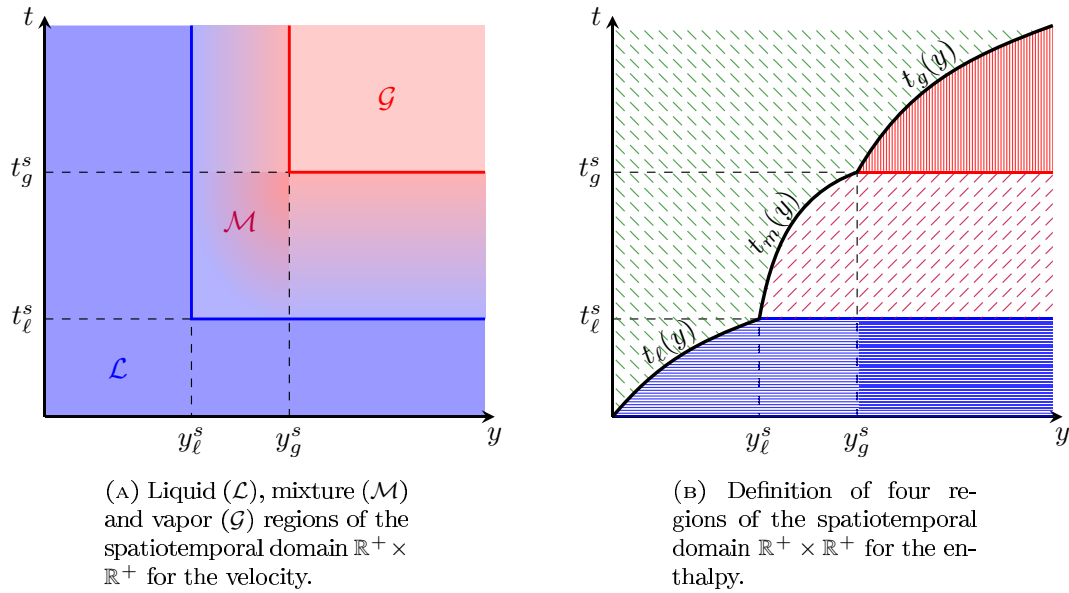 t
𝒢
t_g^s
ℳ
t_ℓ^s
ℒ
y_ℓ^s
y_g^s
y
(A) Liquid (ℒ), mixture (ℳ)
and vapor (𝒢) regions of the
spatiotemporal domain ℝ⁺ ×
ℝ⁺ for the velocity.
t
t_g(y)
t_g^s
t_m(y)
t_ℓ^s
t_ℓ(y)
y_ℓ^s
y_g^s
y
(B) Definition of four re-
gions of the spatiotemporal
domain ℝ⁺ × ℝ⁺ for the en-
thalpy.